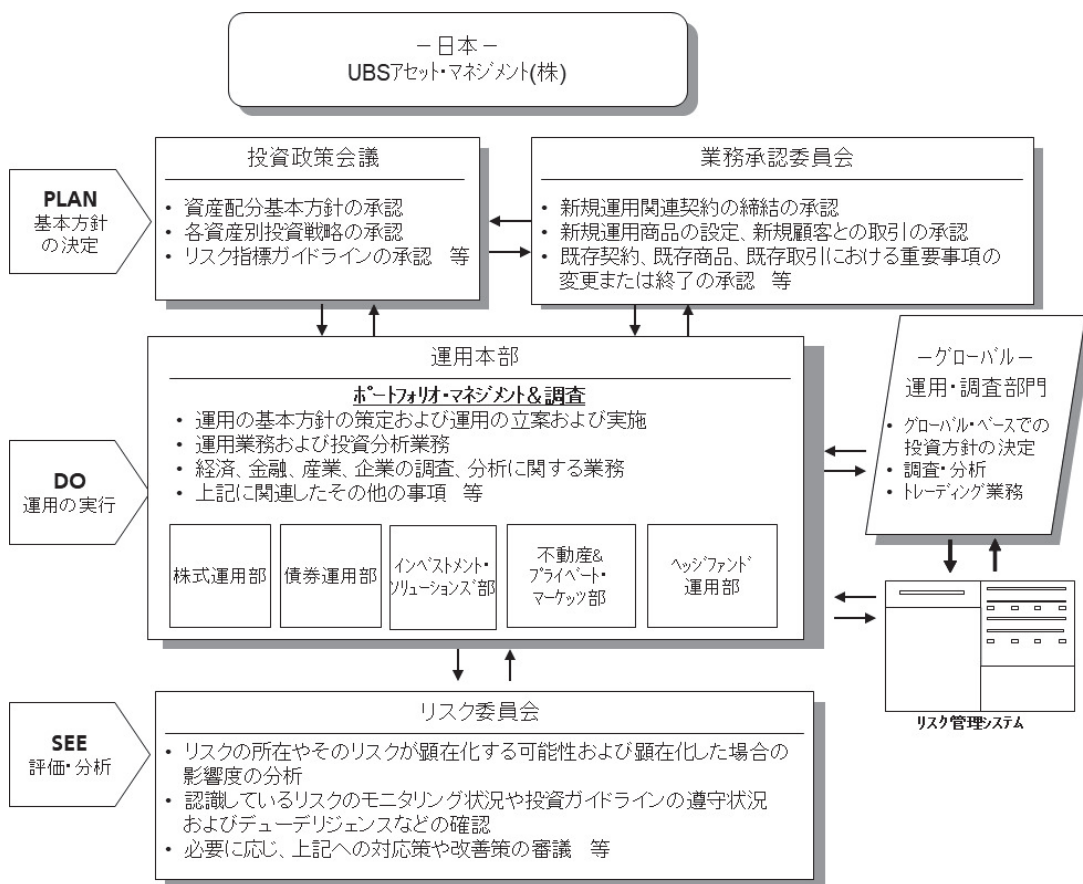 －日本－
UBSアセット・マネジメント(株)
PLAN
基本方針
の決定
投資政策会議
・ 資産配分基本方針の承認
・ 各資産別投資戦略の承認
・ リスク指標ガイドラインの承認　等
業務承認委員会
・ 新規運用関連契約の締結の承認
・ 新規運用商品の設定、新規顧客との取引の承認
・ 既存契約、既存商品、既存取引における重要事項の
変更または終了の承認　等
DO
運用の実行
運用本部
ポートフォリオ・マネジメント&調査
・ 運用の基本方針の策定および運用の立案および実施
・ 運用業務および投資分析業務
・ 経済、金融、産業、企業の調査、分析に関する業務
・ 上記に関連したその他の事項　等
株式運用部
債券運用部
インベストメント・
ソリューションズ部
不動産&
プライベート・
マーケッツ部
ヘッジファンド
運用部
－グローバル－
運用・調査部門
・ グローバル・ベースでの
投資方針の決定
・ 調査・分析
・ トレーディング業務
リスク管理システム
SEE
評価・分析
リスク委員会
・ リスクの所在やそのリスクが顕在化する可能性および顕在化した場合の
影響度の分析
・ 認識しているリスクのモニタリング状況や投資ガイドラインの遵守状況
およびデューデリジェンスなどの確認
・ 必要に応じ、上記への対応策や改善策の審議　等